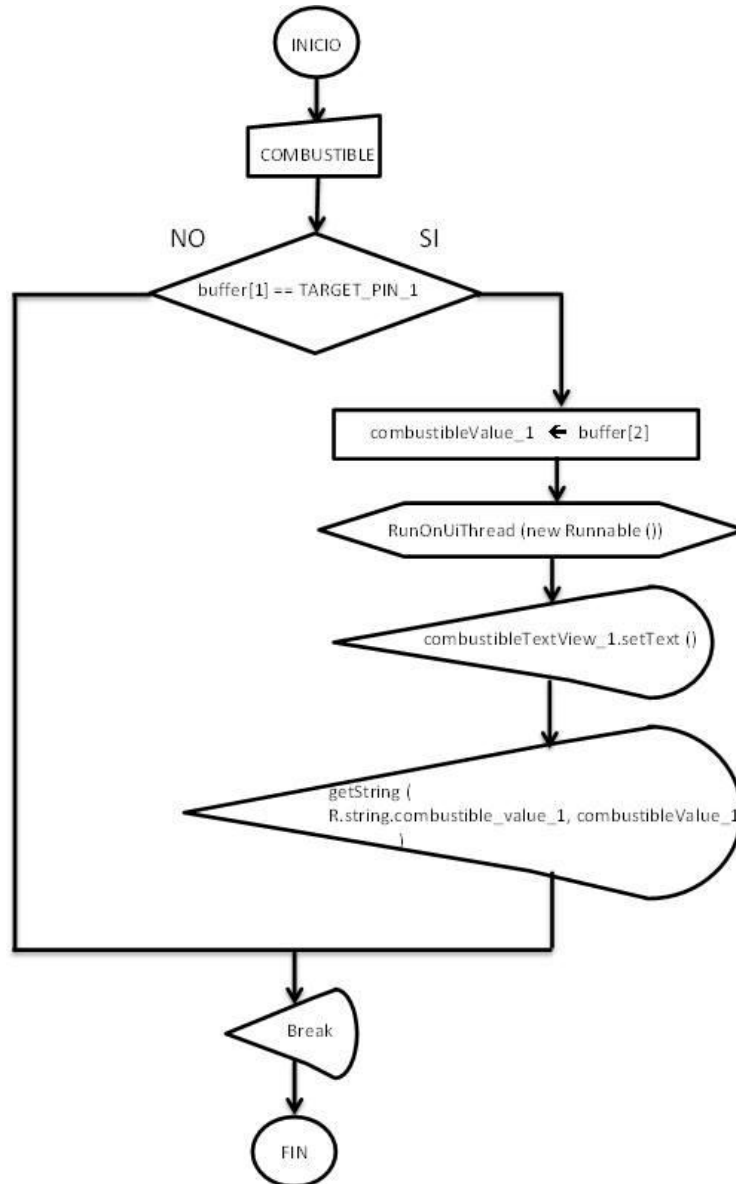 INICIO
COMBUSTIBLE
NO
SI
buffer[1] == TARGET_PIN_1
combustibleValue_1 ← buffer[2]
RunOnUiThread (new Runnable ())
combustibleTextView_1.setText ()
getString (
R.string.combustible_value_1, combustibleValue_1
)
Break
FIN